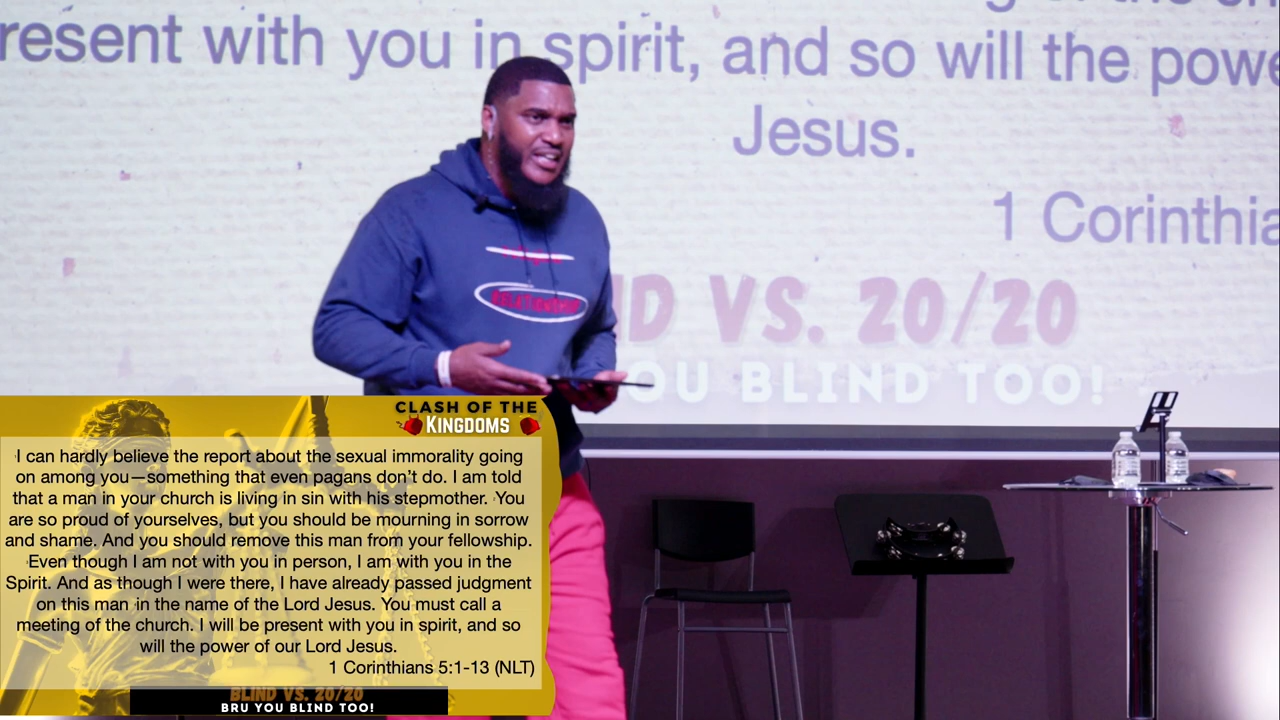 resent with you in spirit, and so will the powe
Jesus.
1 Corinthia
ND VS. 20/20
OU BLIND TOO!
RELATIONSHIP
CLASH OF THE
KINGDOMS
I can hardly believe the report about the sexual immorality going
on among you—something that even pagans don’t do. I am told
that a man in your church is living in sin with his stepmother. You
are so proud of yourselves, but you should be mourning in sorrow
and shame. And you should remove this man from your fellowship.
Even though I am not with you in person, I am with you in the
Spirit. And as though I were there, I have already passed judgment
on this man in the name of the Lord Jesus. You must call a
meeting of the church. I will be present with you in spirit, and so
will the power of our Lord Jesus.
1 Corinthians 5:1-13 (NLT)
BLIND VS. 20/20
BRU YOU BLIND TOO!